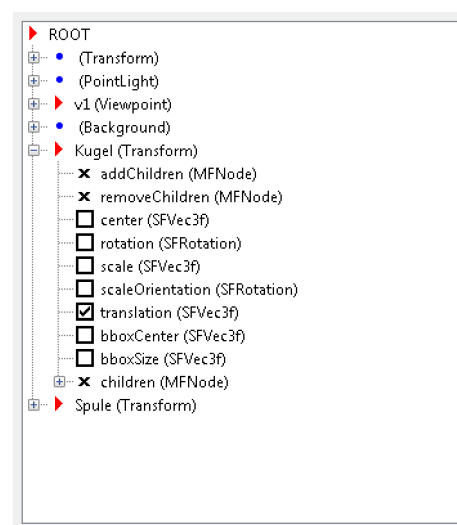 ROOT
(Transform)
(PointLight)
v1 (Viewpoint)
(Background)
Kugel (Transform)
addChildren (MFNode)
removeChildren (MFNode)
center (SFVec3f)
rotation (SFRotation)
scale (SFVec3f)
scaleOrientation (SFRotation)
translation (SFVec3f)
bboxCenter (SFVec3f)
bboxSize (SFVec3f)
children (MFNode)
Spule (Transform)